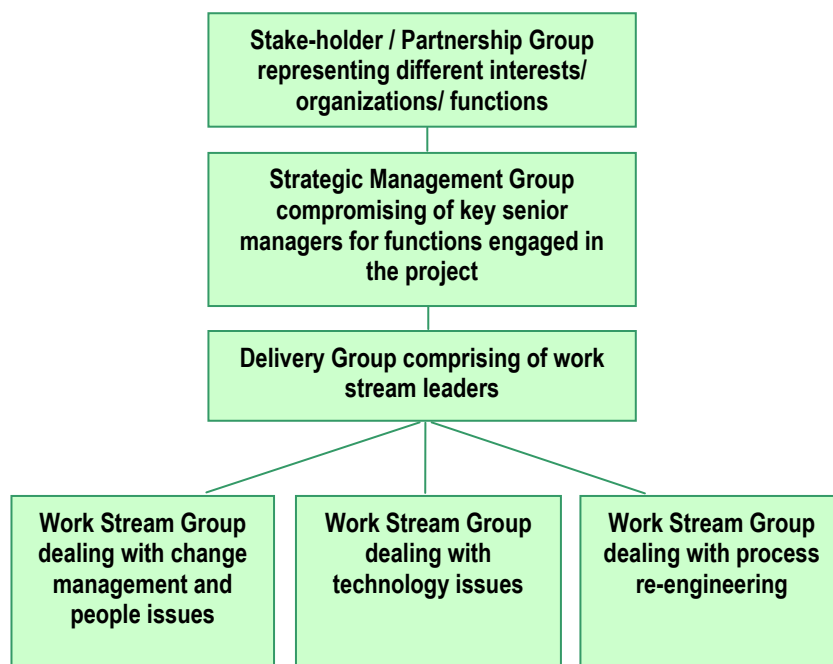 Stake-holder / Partnership Group
representing different interests/
organizations/ functions
Strategic Management Group
compromising of key senior
managers for functions engaged in
the project
Delivery Group comprising of work
stream leaders
Work Stream Group
dealing with change
management and
people issues
Work Stream Group
dealing with
technology issues
Work Stream Group
dealing with process
re-engineering